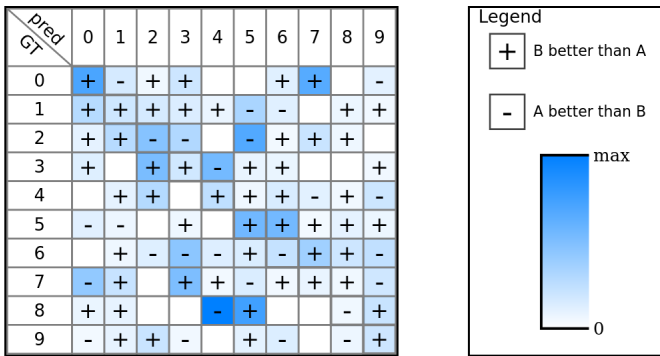 pred
GT
0 1 2 3 4 5 6 7 8 9
0 + - + + + + -
1 + + + + + - - + +
2 + + - - - + + +
3 + + + - + + +
4 + + + + + - + -
5 - - + + + + + +
6 + - - - + - + + -
7 - + + + - + + + -
8 + + - + - +
9 - + + - + - - +
Legend
+ B better than A
- A better than B
max
0